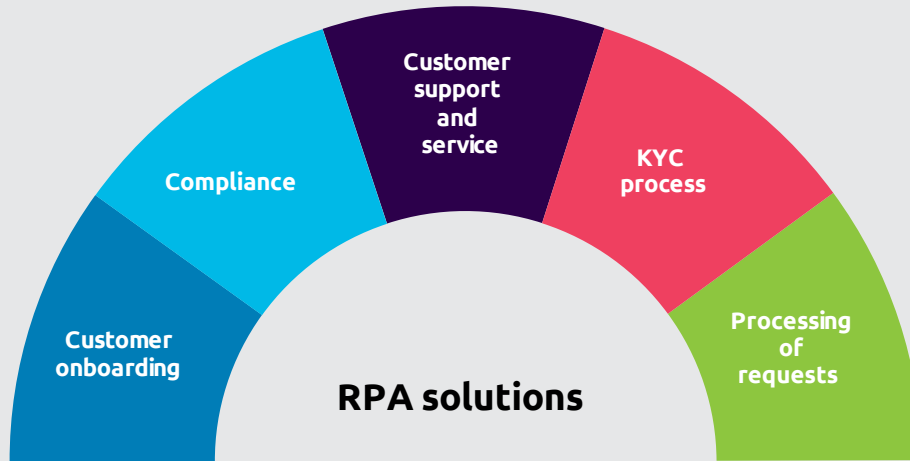 Customer
onboarding
Compliance
Customer
support
and
service
KYC
process
Processing
of
requests
RPA solutions